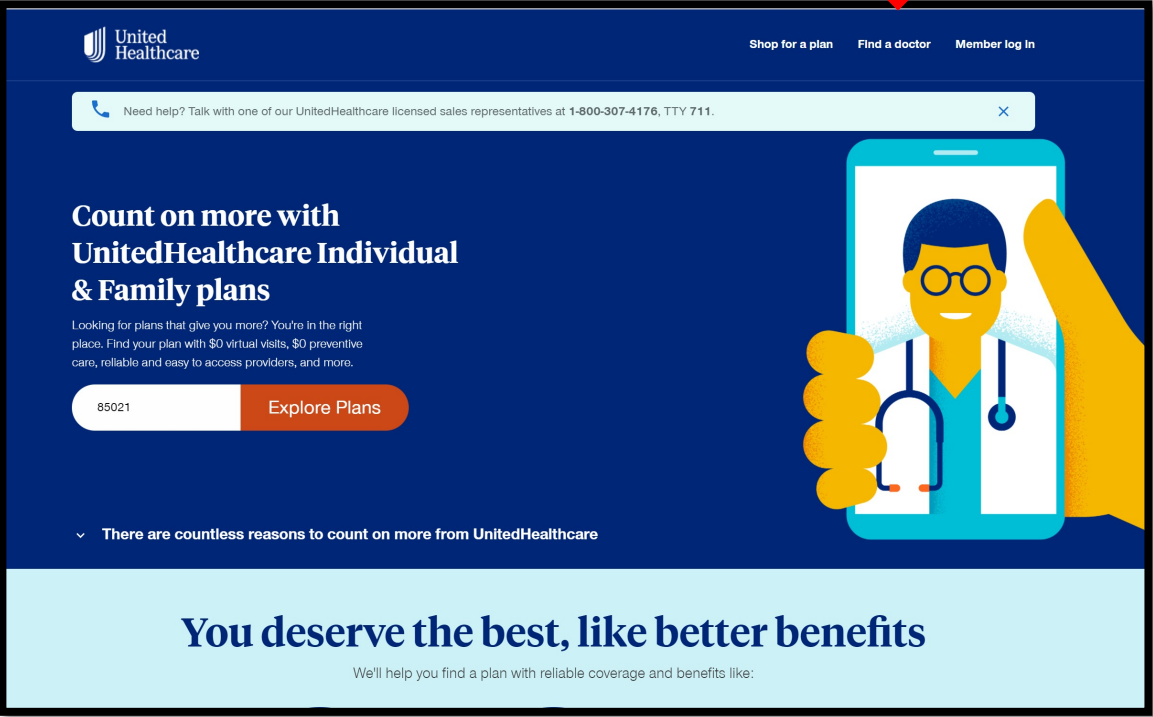 United
Healthcare
Shop for a plan Find a doctor Member log in
Need help? Talk with one of our UnitedHealthcare licensed sales representatives at 1-800-307-4176, TTY 711.
Count on more with
UnitedHealthcare Individual
& Family plans
Looking for plans that give you more? You're in the right
place. Find your plan with $0 virtual visits, $0 preventive
care, reliable and easy to access providers, and more.
85021 Explore Plans
There are countless reasons to count on more from UnitedHealthcare
You deserve the best, like better benefits
We'll help you find a plan with reliable coverage and benefits like: